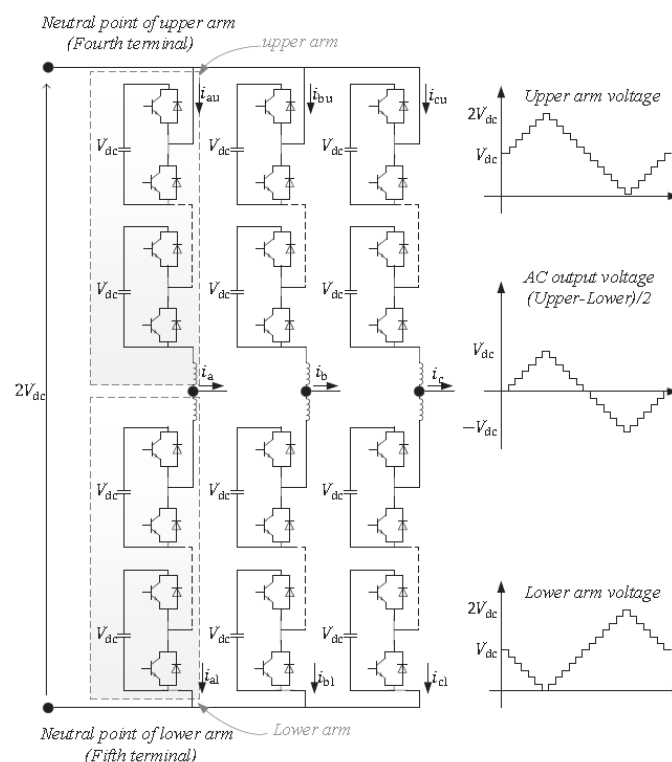 Neutral point of upper arm
(Fourth terminal)
upper arm
i_au
i_bu
i_cu
V_dc
V_dc
V_dc
V_dc
V_dc
V_dc
2V_dc
i_a
i_b
i_c
V_dc
V_dc
V_dc
V_dc
V_dc
V_dc
i_al
i_bl
i_cl
Neutral point of lower arm
(Fifth terminal)
Lower arm
Upper arm voltage
2V_dc
V_dc
AC output voltage
(Upper-Lower)/2
V_dc
−V_dc
Lower arm voltage
2V_dc
V_dc